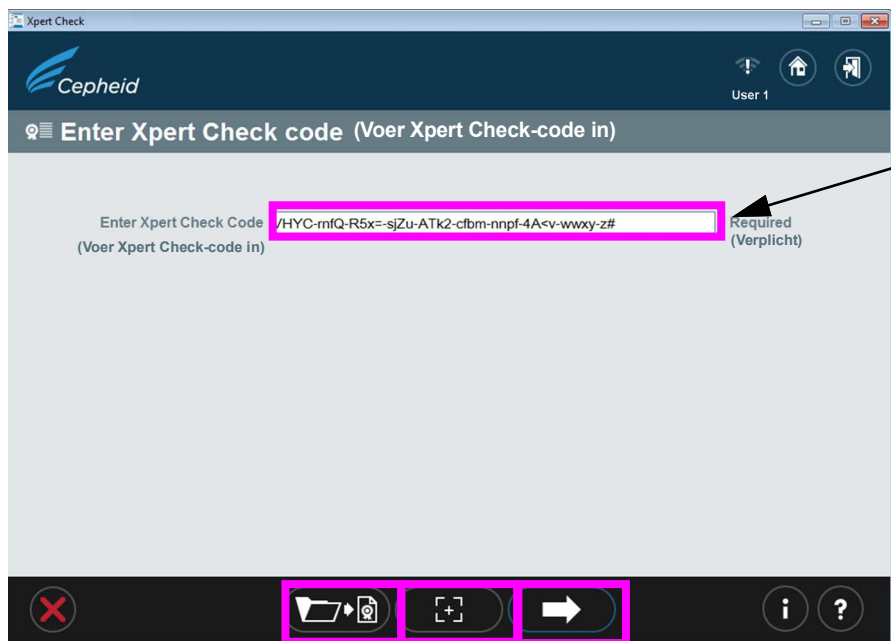 Xpert Check
Cepheid
User 1
Enter Xpert Check code (Voer Xpert Check-code in)
Enter Xpert Check Code /HYC-rnfQ-R5x=-sjZu-ATk2-cfbm-nnpf-4A<v-wwxy-z# Required
(Voer Xpert Check-code in) (Verplicht)